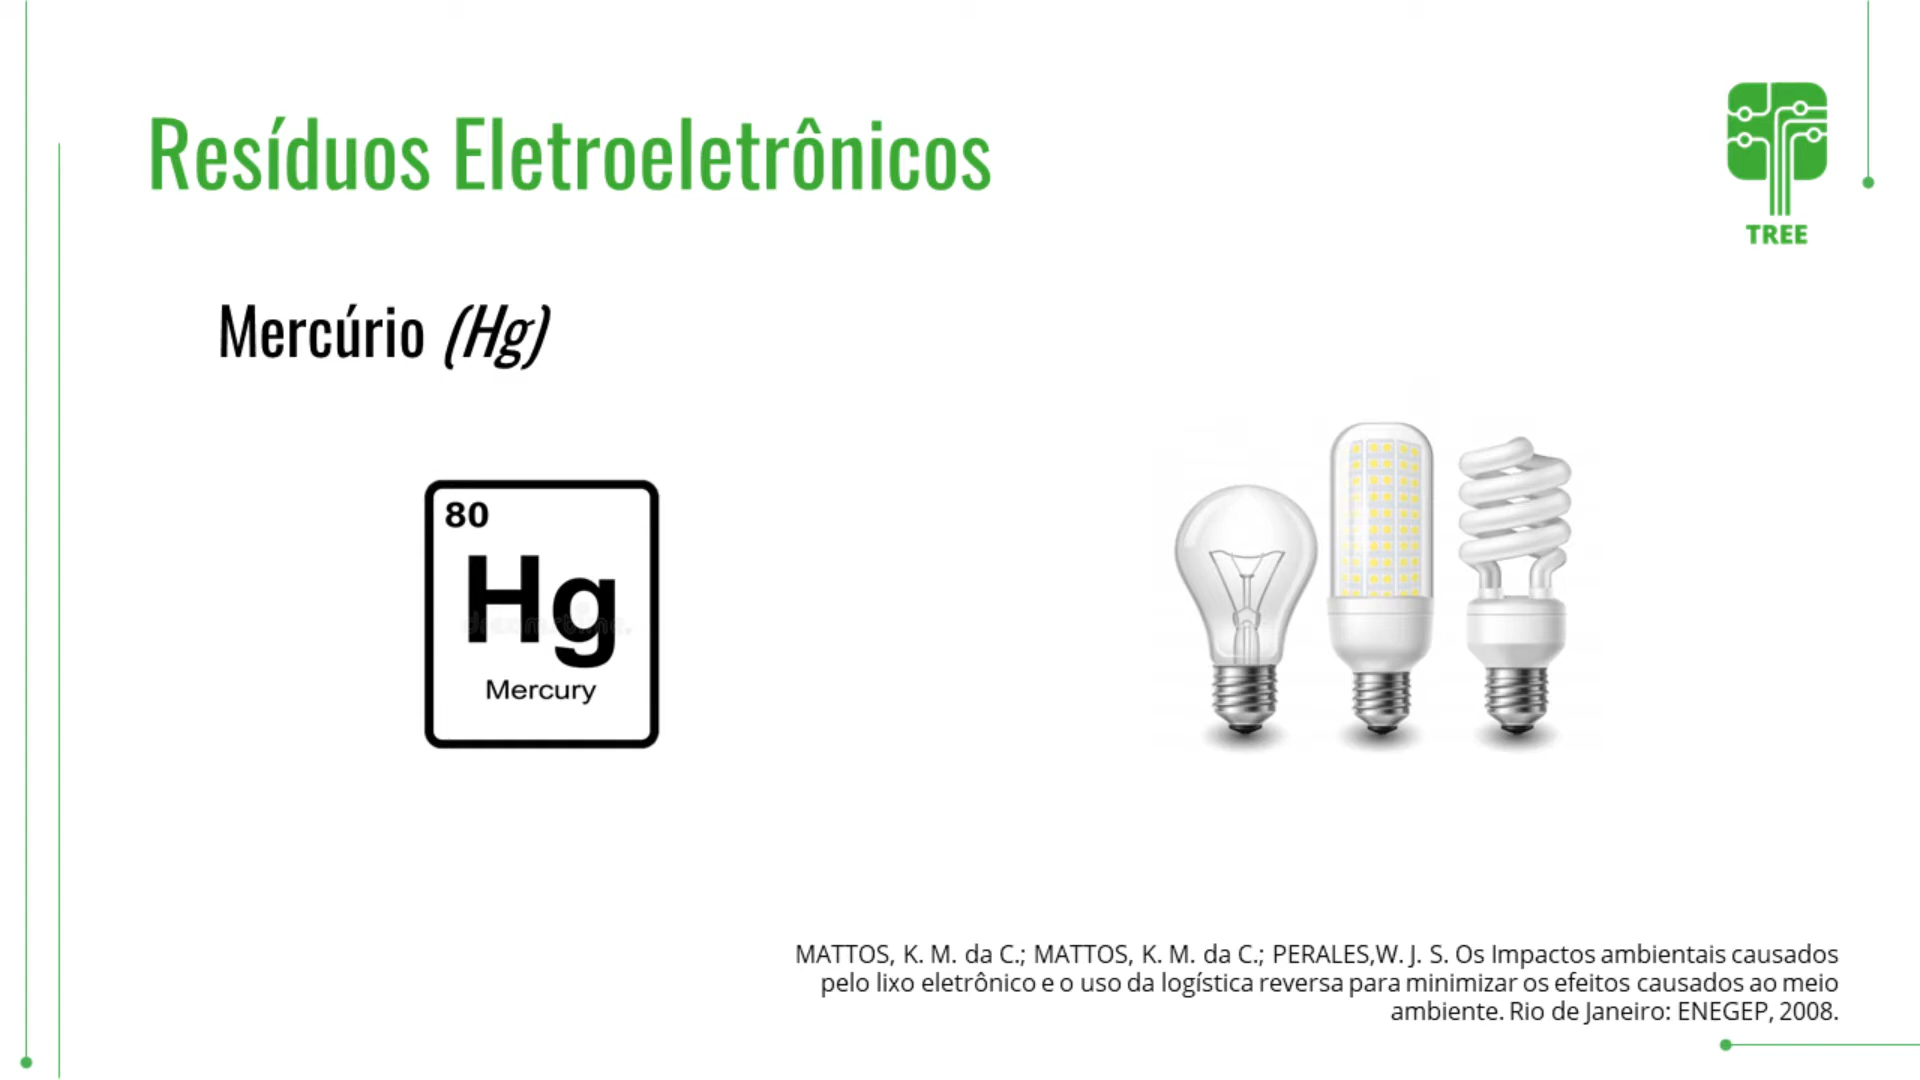 Resíduos Eletroeletrônicos
TREE
Mercúrio (Hg)
80
Hg
Mercury
MATTOS, K. M. da C.; MATTOS, K. M. da C.; PERALES,W. J. S. Os Impactos ambientais causados
pelo lixo eletrônico e o uso da logística reversa para minimizar os efeitos causados ao meio
ambiente. Rio de Janeiro: ENEGEP, 2008.